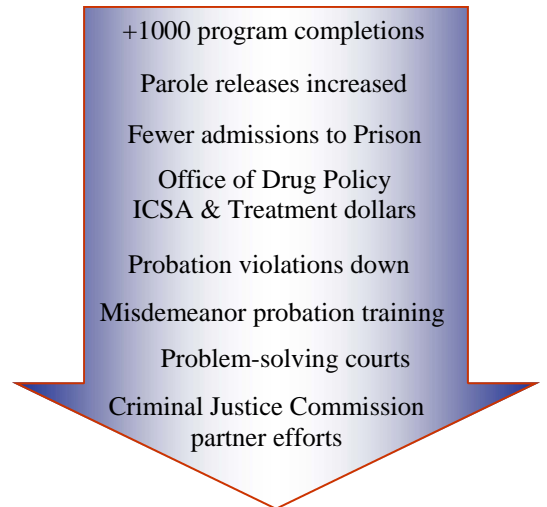 +1000 program completions
Parole releases increased
Fewer admissions to Prison
Office of Drug Policy
ICSA & Treatment dollars
Probation violations down
Misdemeanor probation training
Problem-solving courts
Criminal Justice Commission
partner efforts